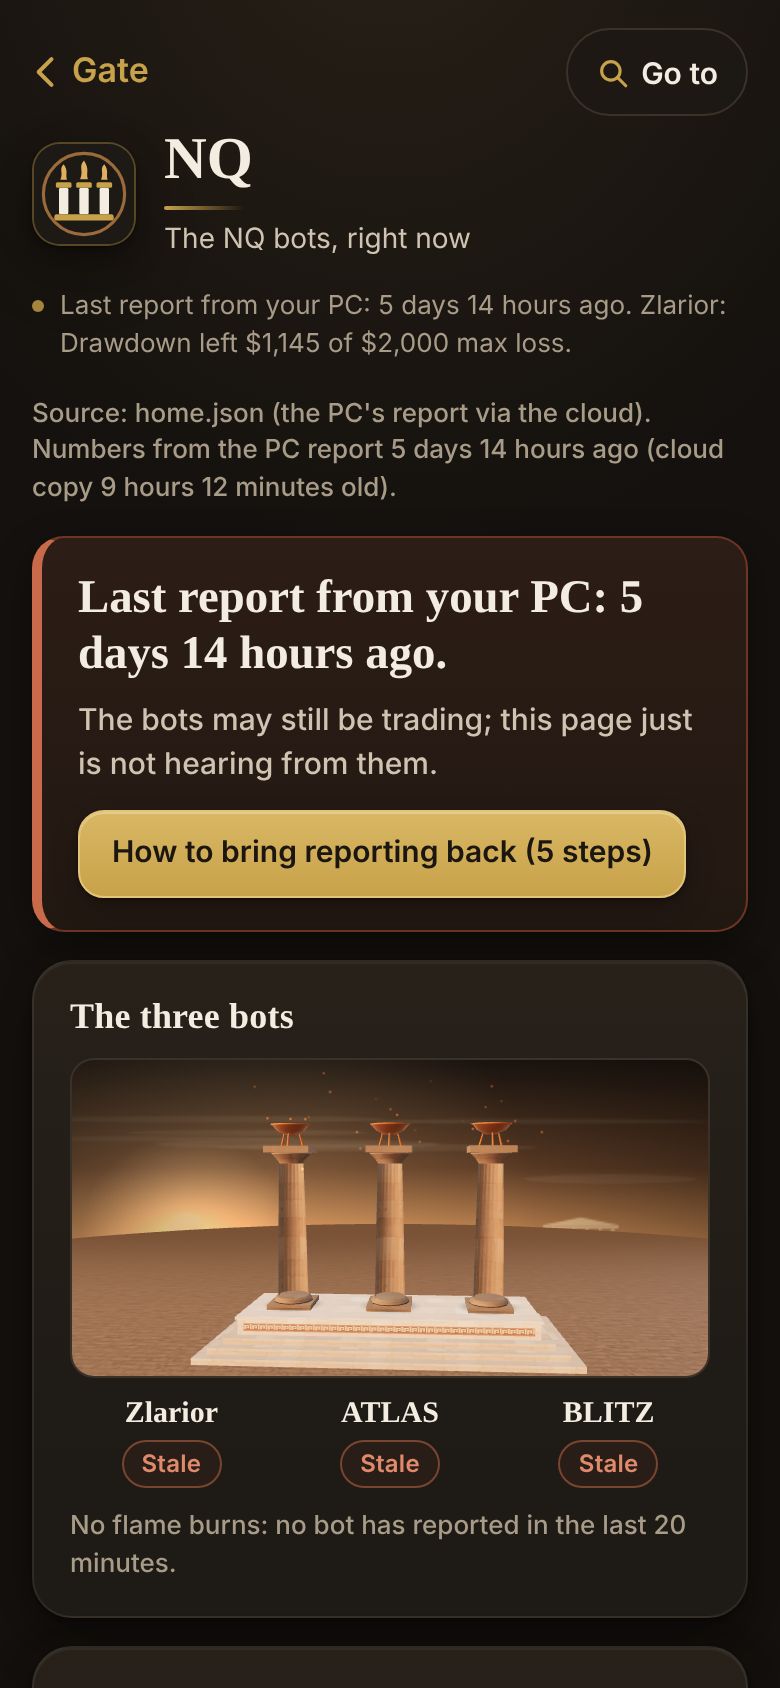 Gate
Go to
NQ
The NQ bots, right now
Last report from your PC: 5 days 14 hours ago. Zlarior:
Drawdown left $1,145 of $2,000 max loss.
Source: home.json (the PC's report via the cloud).
Numbers from the PC report 5 days 14 hours ago (cloud
copy 9 hours 12 minutes old).
Last report from your PC: 5
days 14 hours ago.
The bots may still be trading; this page just
is not hearing from them.
How to bring reporting back (5 steps)
The three bots
Zlarior ATLAS BLITZ
Stale Stale Stale
No flame burns: no bot has reported in the last 20
minutes.